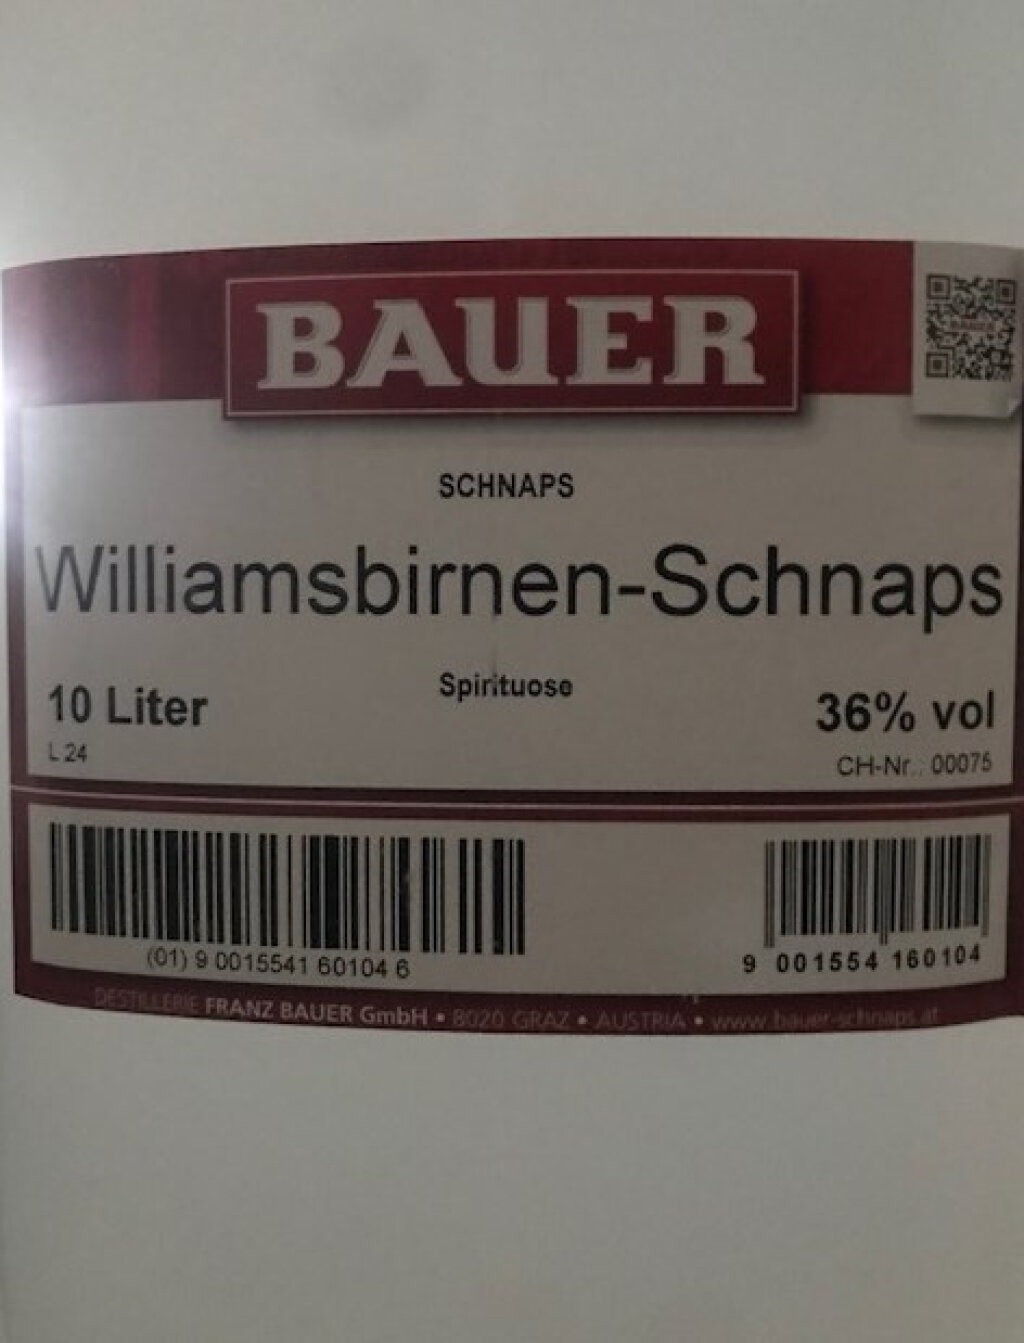 BAUER
SCHNAPS
Williamsbirnen-Schnaps
Spirituose
10 Liter
36% vol
L 24
CH-Nr.: 00075
(01) 9 0015541 60104 6
9 001554 160104
DESTILLERIE FRANZ BAUER GmbH • 8020 GRAZ • AUSTRIA • www.bauer-schnaps.at